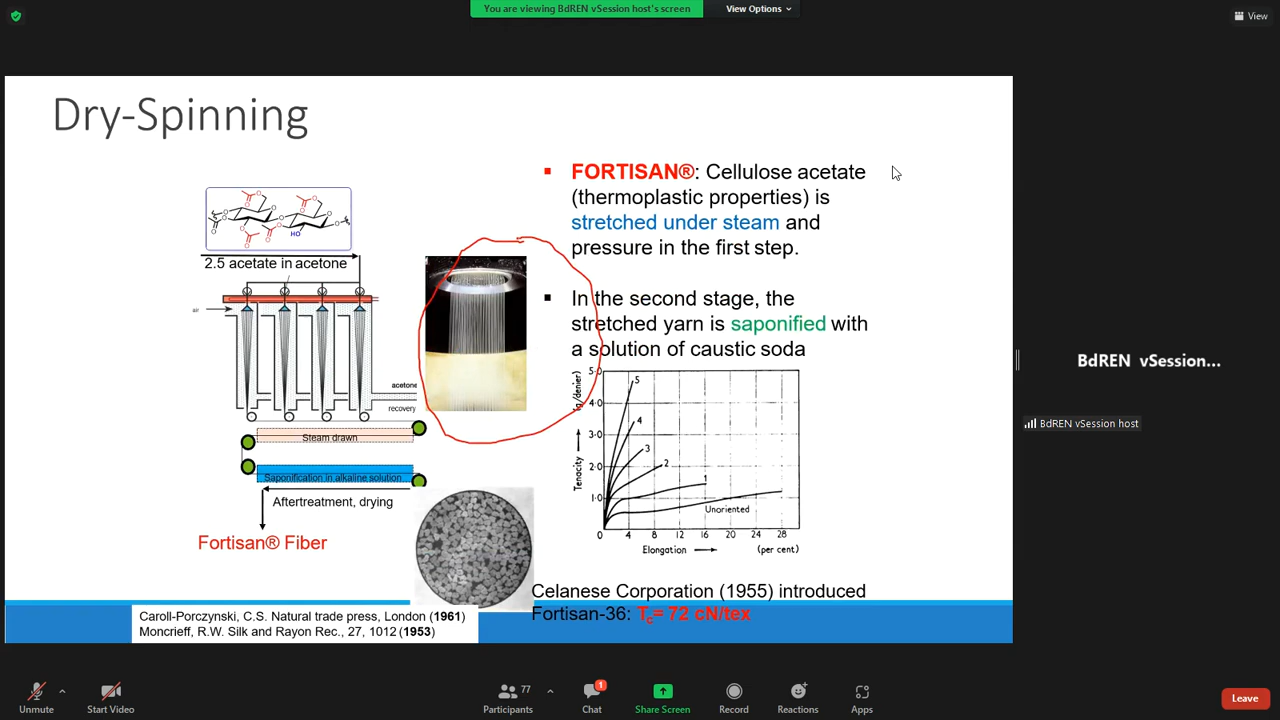 You are viewing BdREN vSession host's screen
View Options
View
Dry-Spinning
FORTISAN®: Cellulose acetate
(thermoplastic properties) is
stretched under steam and
pressure in the first step.
In the second stage, the
stretched yarn is saponified with
a solution of caustic soda
HO
2.5 acetate in acetone
air
acetone
recovery
Steam drawn
Saponification in alkaline solution
Aftertreatment, drying
Fortisan® Fiber
Tenacity (g/denier)
5·0
4·0
3·0
2·0
1·0
0 4 8 12 16 20 24 28
5
4
3
2
1
Unoriented
Elongation (per cent)
Celanese Corporation (1955) introduced
Fortisan-36: Tc= 72 cN/tex
Caroll-Porczynski, C.S. Natural trade press, London (1961)
Moncrieff, R.W. Silk and Rayon Rec., 27, 1012 (1953)
BdREN vSession...
BdREN vSession host
Unmute
Start Video
Participants
77
Chat
1
Share Screen
Record
Reactions
Apps
Leave